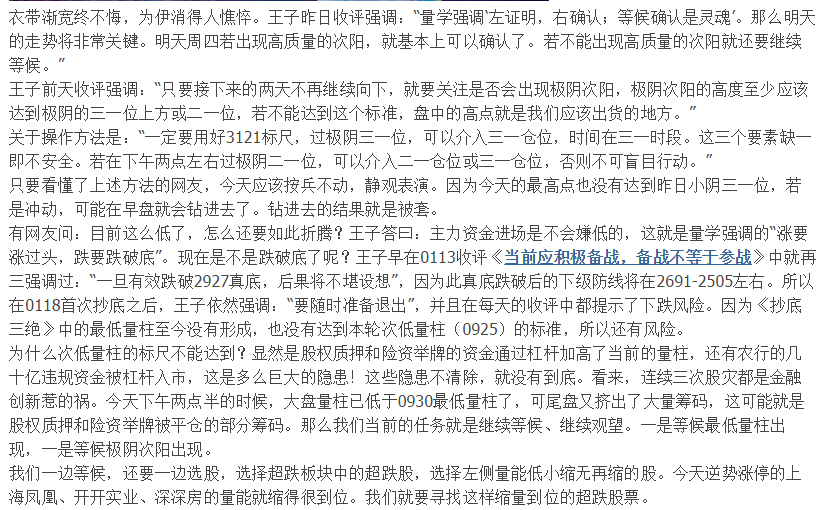 衣带渐宽终不悔，为伊消得人憔悴。王子昨日收评强调：“量学强调‘左证明，右确认；等候确认是灵魂’。那么明天
的走势将非常关键。明天周四若出现高质量的次阳，就基本上可以确认了。若不能出现高质量的次阳就还要继续
等候。”
王子前天收评强调：“只要接下来的两天不再继续向下，就要关注是否会出现极阴次阳，极阴次阳的高度至少应该
达到极阴的三一位上方或二一位，若不能达到这个标准，盘中的高点就是我们应该出货的地方。”
关于操作方法是：“一定要用好3121标尺，过极阴三一位，可以介入三一仓位，时间在三一时段。这三个要素缺一
即不安全。若在下午两点左右过极阴二一位，可以介入二一仓位或三一仓位，否则不可盲目行动。”
只要看懂了上述方法的网友，今天应该按兵不动，静观表演。因为今天的最高点也没有达到昨日小阴三一位，若
是冲动，可能在早盘就会钻进去了。钻进去的结果就是被套。
有网友问：目前这么低了，怎么还要如此折腾？王子答曰：主力资金进场是不会嫌低的，这就是量学强调的“涨要
涨过头，跌要跌破底”。现在是不是跌破底了呢？王子早在0113收评《当前应积极备战，备战不等于参战》中就再
三强调过：“一旦有效跌破2927真底，后果将不堪设想”，因为此真底跌破后的下级防线将在2691-2505左右。所以
在0118首次抄底之后，王子依然强调：“要随时准备退出”，并且在每天的收评中都提示了下跌风险。因为《抄底
三绝》中的最低量柱至今没有形成，也没有达到本轮次低量柱（0925）的标准，所以还有风险。
为什么次低量柱的标尺不能达到？显然是股权质押和险资举牌的资金通过杠杆加高了当前的量柱，还有农行的几
十亿违规资金被杠杆入市，这是多么巨大的隐患！这些隐患不清除，就没有到底。看来，连续三次股灾都是金融
创新惹的祸。今天下午两点半的时候，大盘量柱已低于0930最低量柱了，可尾盘又挤出了大量筹码，这可能就是
股权质押和险资举牌被平仓的部分筹码。那么我们当前的任务就是继续等候、继续观望。一是等候最低量柱出
现，一是等候极阴次阳出现。
我们一边等候，还要一边选股，选择超跌板块中的超跌股，选择左侧量能低小缩无再缩的股。今天逆势涨停的上
海凤凰、开开实业、深深房的量能就缩得很到位。我们就要寻找这样缩量到位的超跌股票。